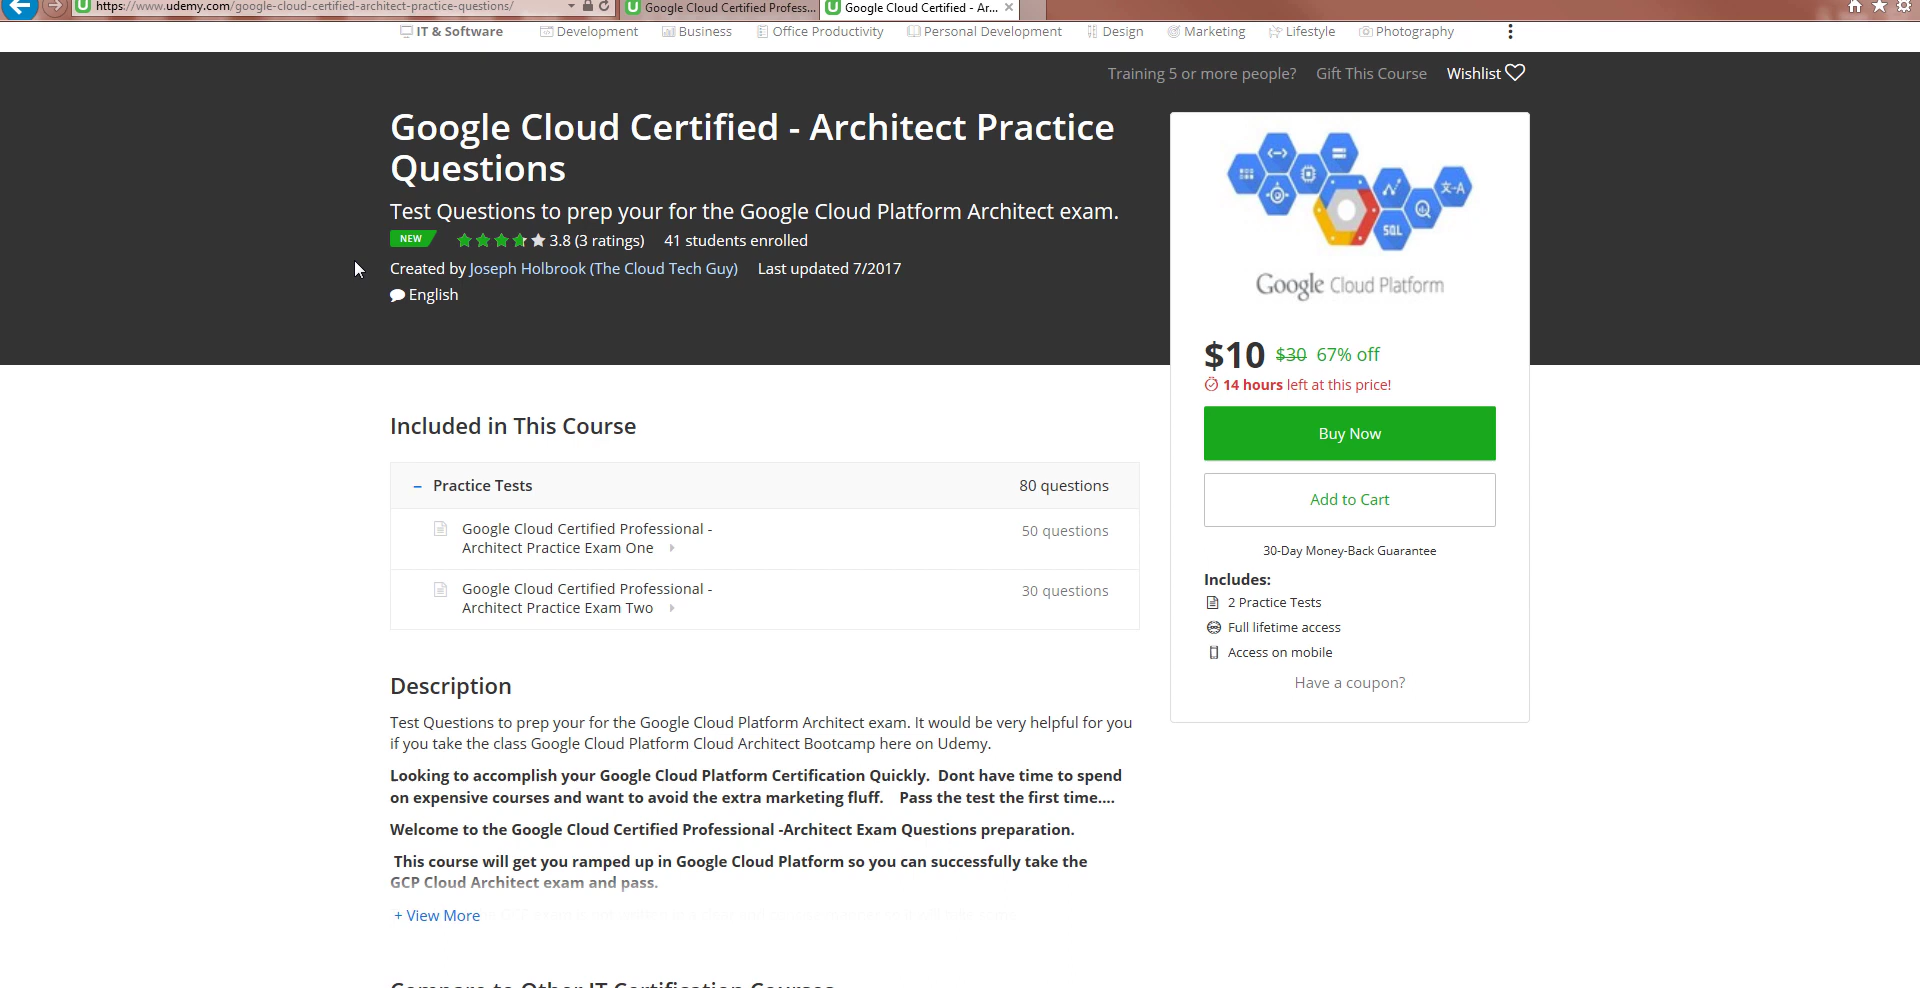 https://www.udemy.com/google-cloud-certified-architect-practice-questions/
Google Cloud Certified Profess...
Google Cloud Certified - Ar...
IT & Software
Development
Business
Office Productivity
Personal Development
Design
Marketing
Lifestyle
Photography
Training 5 or more people?
Gift This Course
Wishlist
Google Cloud Certified - Architect Practice
Questions
Test Questions to prep your for the Google Cloud Platform Architect exam.
NEW
3.8 (3 ratings)
41 students enrolled
Created by Joseph Holbrook (The Cloud Tech Guy)
Last updated 7/2017
English
SQL
文-A
Google Cloud Platform
$10 $30 67% off
14 hours left at this price!
Buy Now
Add to Cart
30-Day Money-Back Guarantee
Includes:
2 Practice Tests
Full lifetime access
Access on mobile
Have a coupon?
Included in This Course
– Practice Tests
80 questions
Google Cloud Certified Professional -
Architect Practice Exam One
50 questions
Google Cloud Certified Professional -
Architect Practice Exam Two
30 questions
Description
Test Questions to prep your for the Google Cloud Platform Architect exam. It would be very helpful for you
if you take the class Google Cloud Platform Cloud Architect Bootcamp here on Udemy.
Looking to accomplish your Google Cloud Platform Certification Quickly.  Dont have time to spend
on expensive courses and want to avoid the extra marketing fluff.    Pass the test the first time....
Welcome to the Google Cloud Certified Professional -Architect Exam Questions preparation.
This course will get you ramped up in Google Cloud Platform so you can successfully take the
GCP Cloud Architect exam and pass.
+ View More
Compare to Other IT Certification Courses